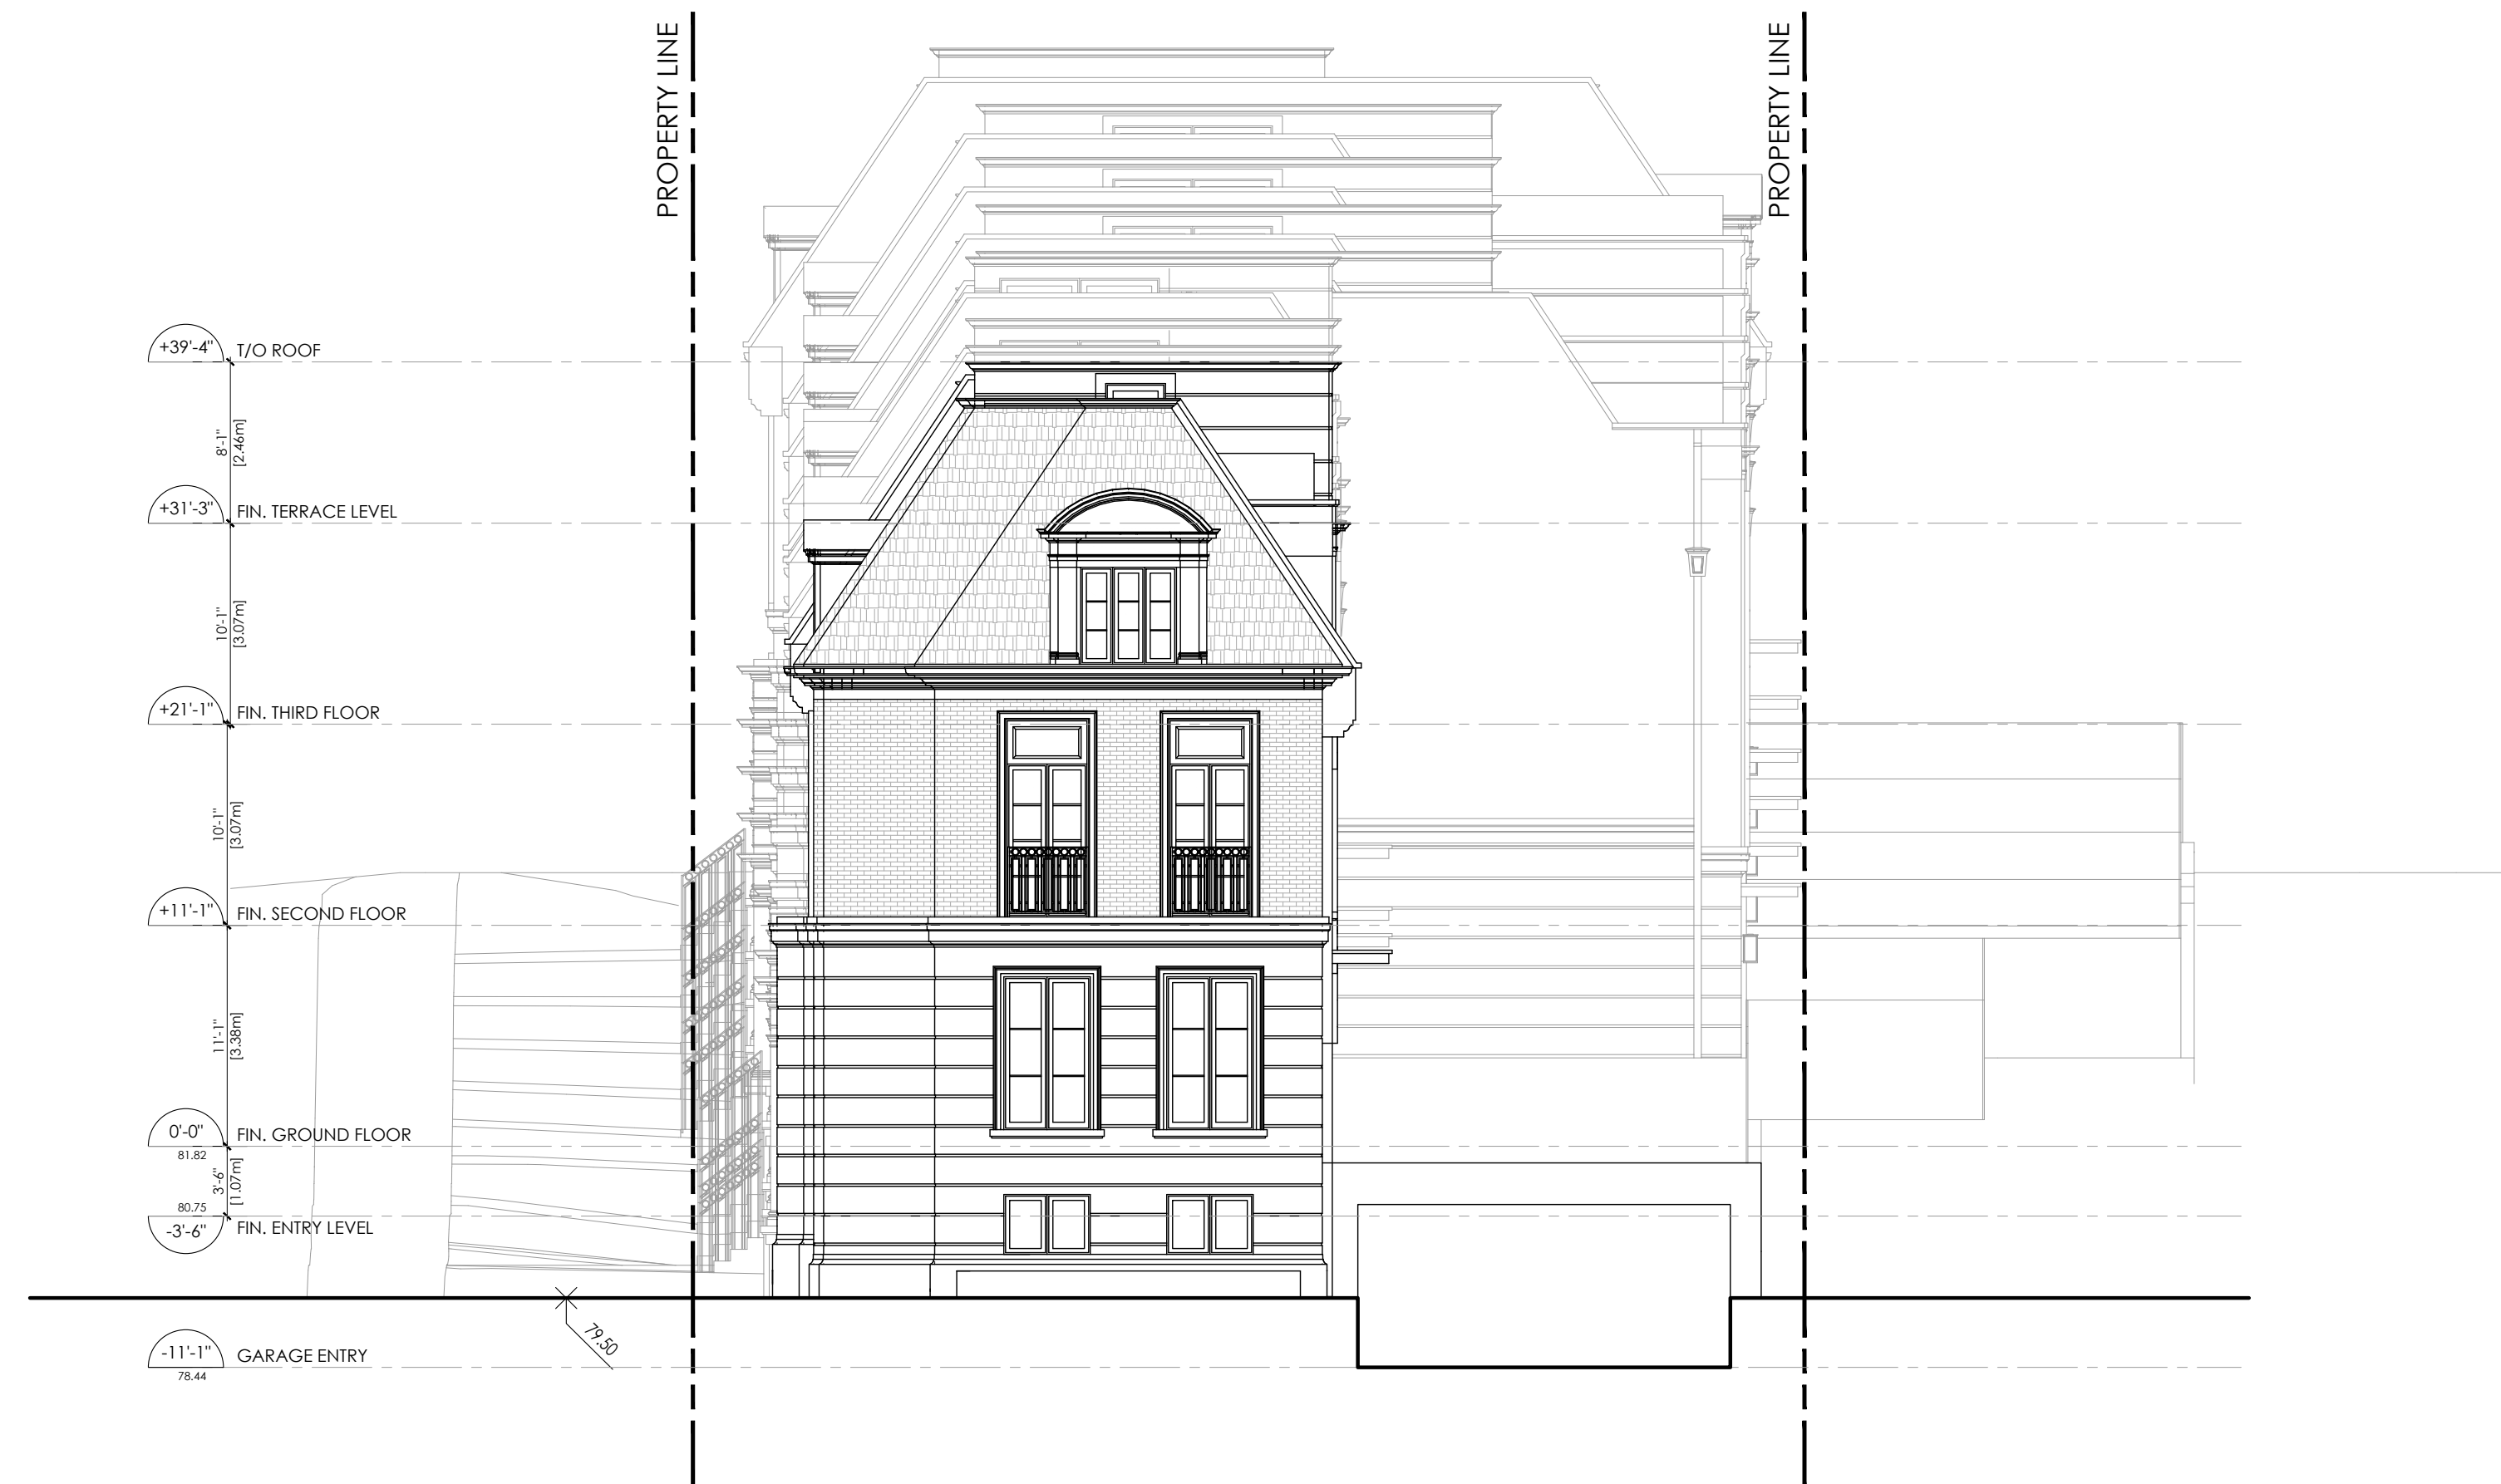 PROPERTY LINE
PROPERTY LINE
+39'-4" T/O ROOF
8'-1"
[2.46m]
+31'-3" FIN. TERRACE LEVEL
10'-1"
[3.07m]
+21'-1" FIN. THIRD FLOOR
10'-1"
[3.07m]
+11'-1" FIN. SECOND FLOOR
11'-1"
[3.38m]
0'-0" FIN. GROUND FLOOR
81.82
3'-6"
[1.07m]
80.75
-3'-6" FIN. ENTRY LEVEL
79.50
-11'-1" GARAGE ENTRY
78.44